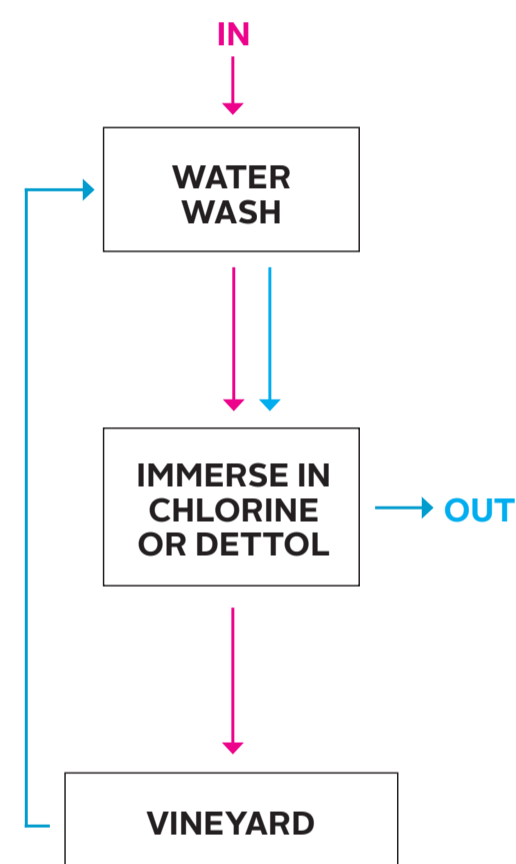 IN
WATER
WASH
IMMERSE IN
CHLORINE
OR DETTOL
OUT
VINEYARD